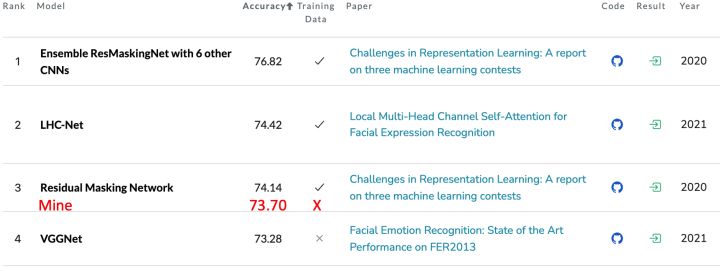 Rank Model Accuracy Training Data Paper Code Result Year
1 Ensemble ResMaskingNet with 6 other CNNs 76.82 ✓ Challenges in Representation Learning: A report on three machine learning contests 2020
2 LHC-Net 74.42 ✓ Local Multi-Head Channel Self-Attention for Facial Expression Recognition 2021
3 Residual Masking Network 74.14 ✓ Challenges in Representation Learning: A report on three machine learning contests 2020
Mine 73.70 X
4 VGGNet 73.28 × Facial Emotion Recognition: State of the Art Performance on FER2013 2021